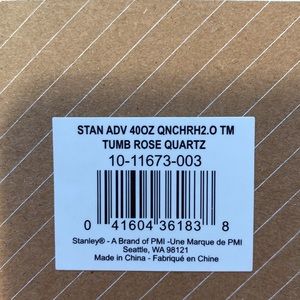 STAN ADV 40OZ QNCHRH2.O TM
TUMB ROSE QUARTZ
10-11673-003
0 41604 36183 8
Stanley® - A Brand of PMI -Une Marque de PMI
Seattle, WA 98121
Made in China - Fabriqué en Chine